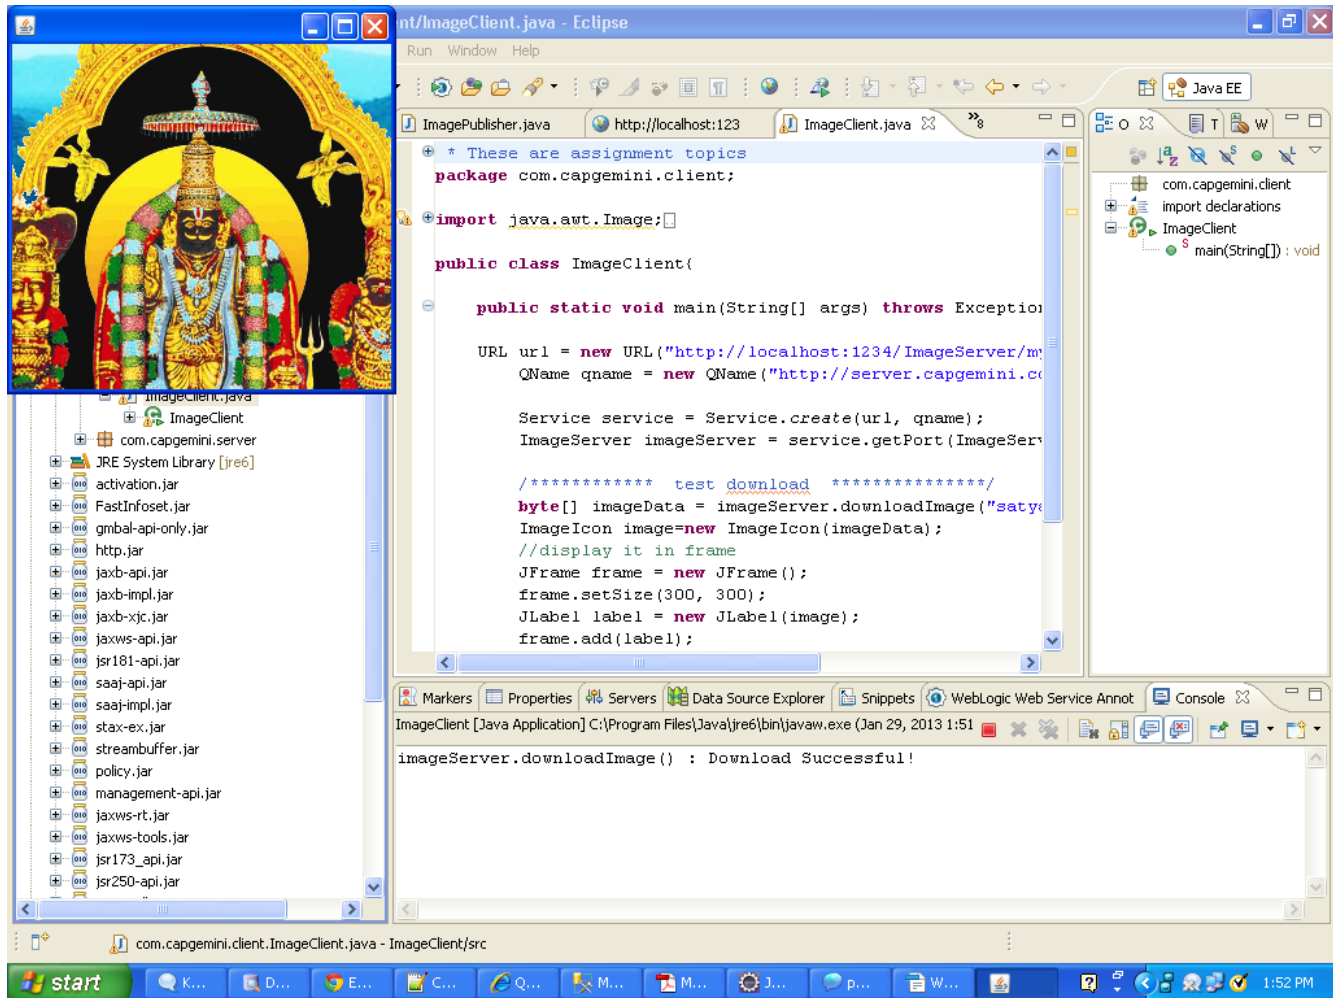 nt/ImageClient.java - Eclipse
Run Window Help
Java EE
ImagePublisher.java
http://localhost:123
ImageClient.java
8
O
T
W
* These are assignment topics
package com.capgemini.client;
import java.awt.Image;
public class ImageClient{
public static void main(String[] args) throws Exception
URL url = new URL("http://localhost:1234/ImageServer/my
QName qname = new QName("http://server.capgemini.co
Service service = Service.create(url, qname);
ImageServer imageServer = service.getPort(ImageServ
/************ test download ***************/
byte[] imageData = imageServer.downloadImage("satya
ImageIcon image=new ImageIcon(imageData);
//display it in frame
JFrame frame = new JFrame();
frame.setSize(300, 300);
JLabel label = new JLabel(image);
frame.add(label);
com.capgemini.client
import declarations
ImageClient
main(String[]) : void
ImageClient.java
ImageClient
com.capgemini.server
JRE System Library [jre6]
activation.jar
FastInfoset.jar
gmbal-api-only.jar
http.jar
jaxb-api.jar
jaxb-impl.jar
jaxb-xjc.jar
jaxws-api.jar
jsr181-api.jar
saaj-api.jar
saaj-impl.jar
stax-ex.jar
streambuffer.jar
policy.jar
management-api.jar
jaxws-rt.jar
jaxws-tools.jar
jsr173_api.jar
jsr250-api.jar
Markers
Properties
Servers
Data Source Explorer
Snippets
WebLogic Web Service Annot
Console
ImageClient [Java Application] C:\Program Files\Java\jre6\bin\javaw.exe (Jan 29, 2013 1:51
imageServer.downloadImage() : Download Successful!
com.capgemini.client.ImageClient.java - ImageClient/src
start
K...
D...
E...
C...
Q...
M...
M...
J...
p...
W...
1:52 PM